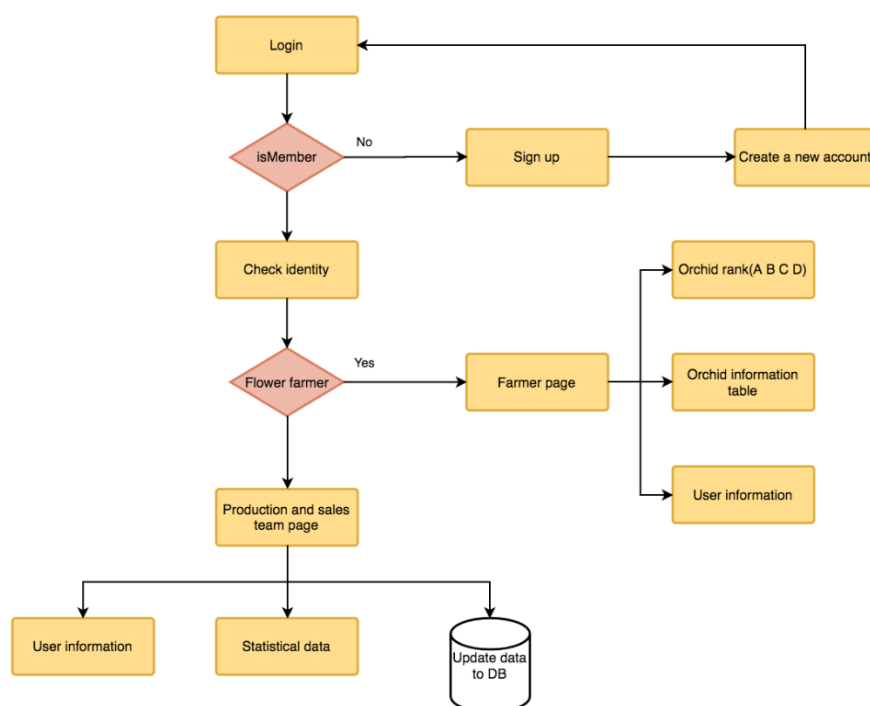 Login
isMember
No
Sign up
Create a new account
Check identity
Orchid rank(A B C D)
Flower farmer
Yes
Farmer page
Orchid information
table
User information
Production and sales
team page
User information
Statistical data
Update data
to DB